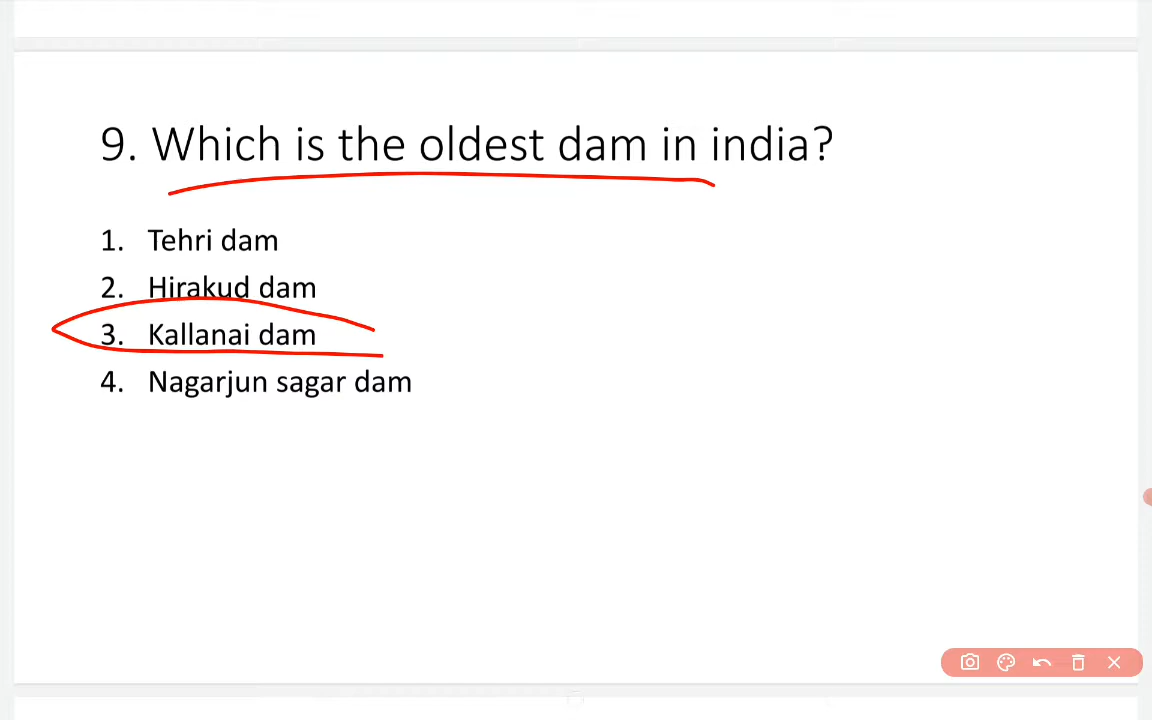 9. Which is the oldest dam in india?
1. Tehri dam
2. Hirakud dam
3. Kallanai dam
4. Nagarjun sagar dam